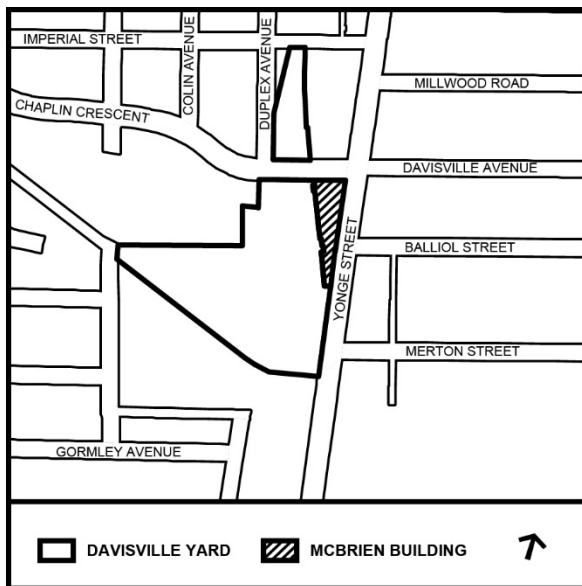 IMPERIAL STREET
COLIN AVENUE
DUPLEX AVENUE
MILLWOOD ROAD
CHAPLIN CRESCENT
DAVISVILLE AVENUE
YONGE STREET
BALLIOL STREET
MERTON STREET
GORMLEY AVENUE
DAVISVILLE YARD
MCBRIEN BUILDING